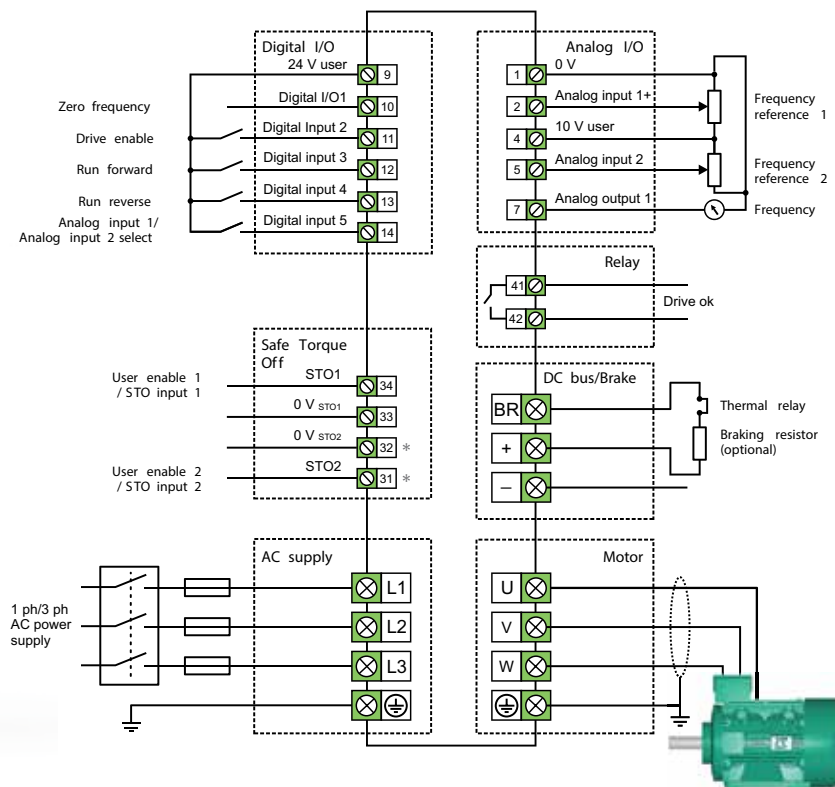 Digital I/O
24 V user
9
Zero frequency
Digital I/O1
10
Drive enable
Digital Input 2
11
Run forward
Digital input 3
12
Run reverse
Digital input 4
13
Analog input 1/
Analog input 2 select
Digital input 5
14
Analog I/O
1
0 V
2
Analog input 1+
Frequency
reference 1
4
10 V user
5
Analog input 2
Frequency
reference 2
7
Analog output 1
Frequency
Relay
41
42
Drive ok
Safe Torque
Off
User enable 1
/ STO input 1
STO1
34
0 V STO1
33
0 V STO2
32 *
User enable 2
/ STO input 2
STO2
31 *
DC bus/Brake
BR
Thermal relay
+
Braking resistor
(optional)
–
AC supply
1 ph/3 ph
AC power
supply
L1
L2
L3
Motor
U
V
W